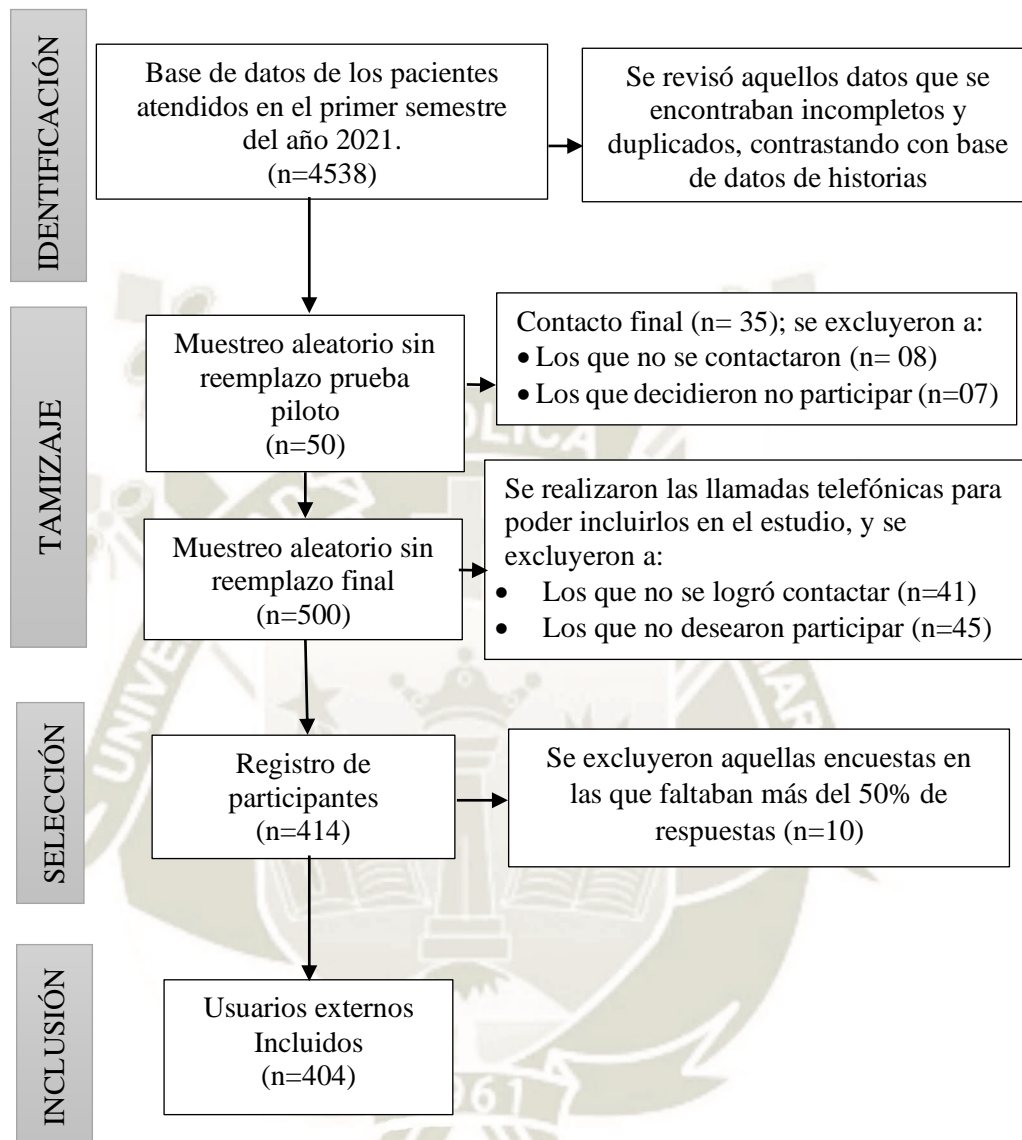 IDENTIFICACIÓN
Base de datos de los pacientes
atendidos en el primer semestre
del año 2021.
(n=4538)
Se revisó aquellos datos que se
encontraban incompletos y
duplicados, contrastando con base
de datos de historias
TAMIZAJE
Muestreo aleatorio sin
reemplazo prueba
piloto
(n=50)
Contacto final (n= 35); se excluyeron a:
• Los que no se contactaron (n= 08)
• Los que decidieron no participar (n=07)
Muestreo aleatorio sin
reemplazo final
(n=500)
Se realizaron las llamadas telefónicas para
poder incluirlos en el estudio, y se
excluyeron a:
• Los que no se logró contactar (n=41)
• Los que no desearon participar (n=45)
SELECCIÓN
Registro de
participantes
(n=414)
Se excluyeron aquellas encuestas en
las que faltaban más del 50% de
respuestas (n=10)
INCLUSIÓN
Usuarios externos
Incluidos
(n=404)